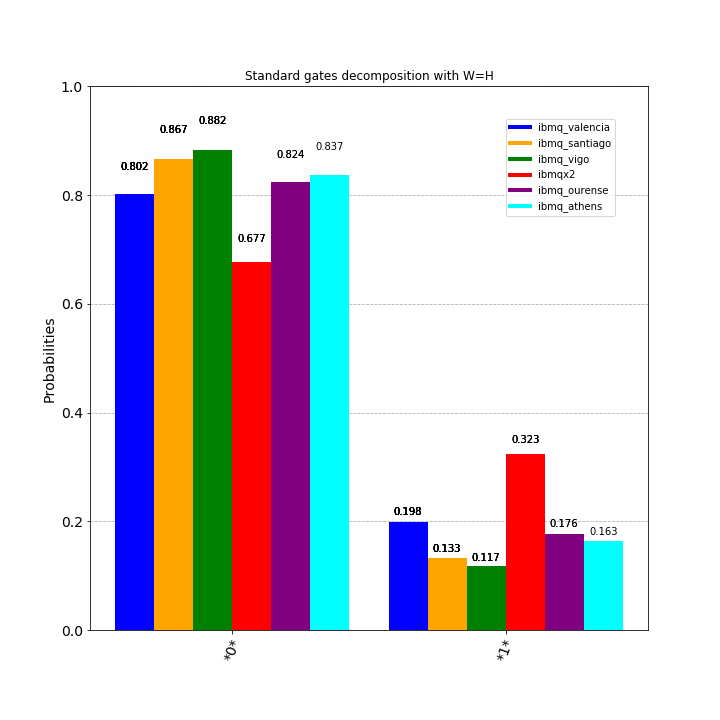 Standard gates decomposition with W=H
1.0
0.8
0.6
0.4
0.2
0.0
Probabilities
0.802
0.867
0.882
0.677
0.824
0.837
0.198
0.133
0.117
0.323
0.176
0.163
ibmq_valencia
ibmq_santiago
ibmq_vigo
ibmqx2
ibmq_ourense
ibmq_athens
*0*
*1*